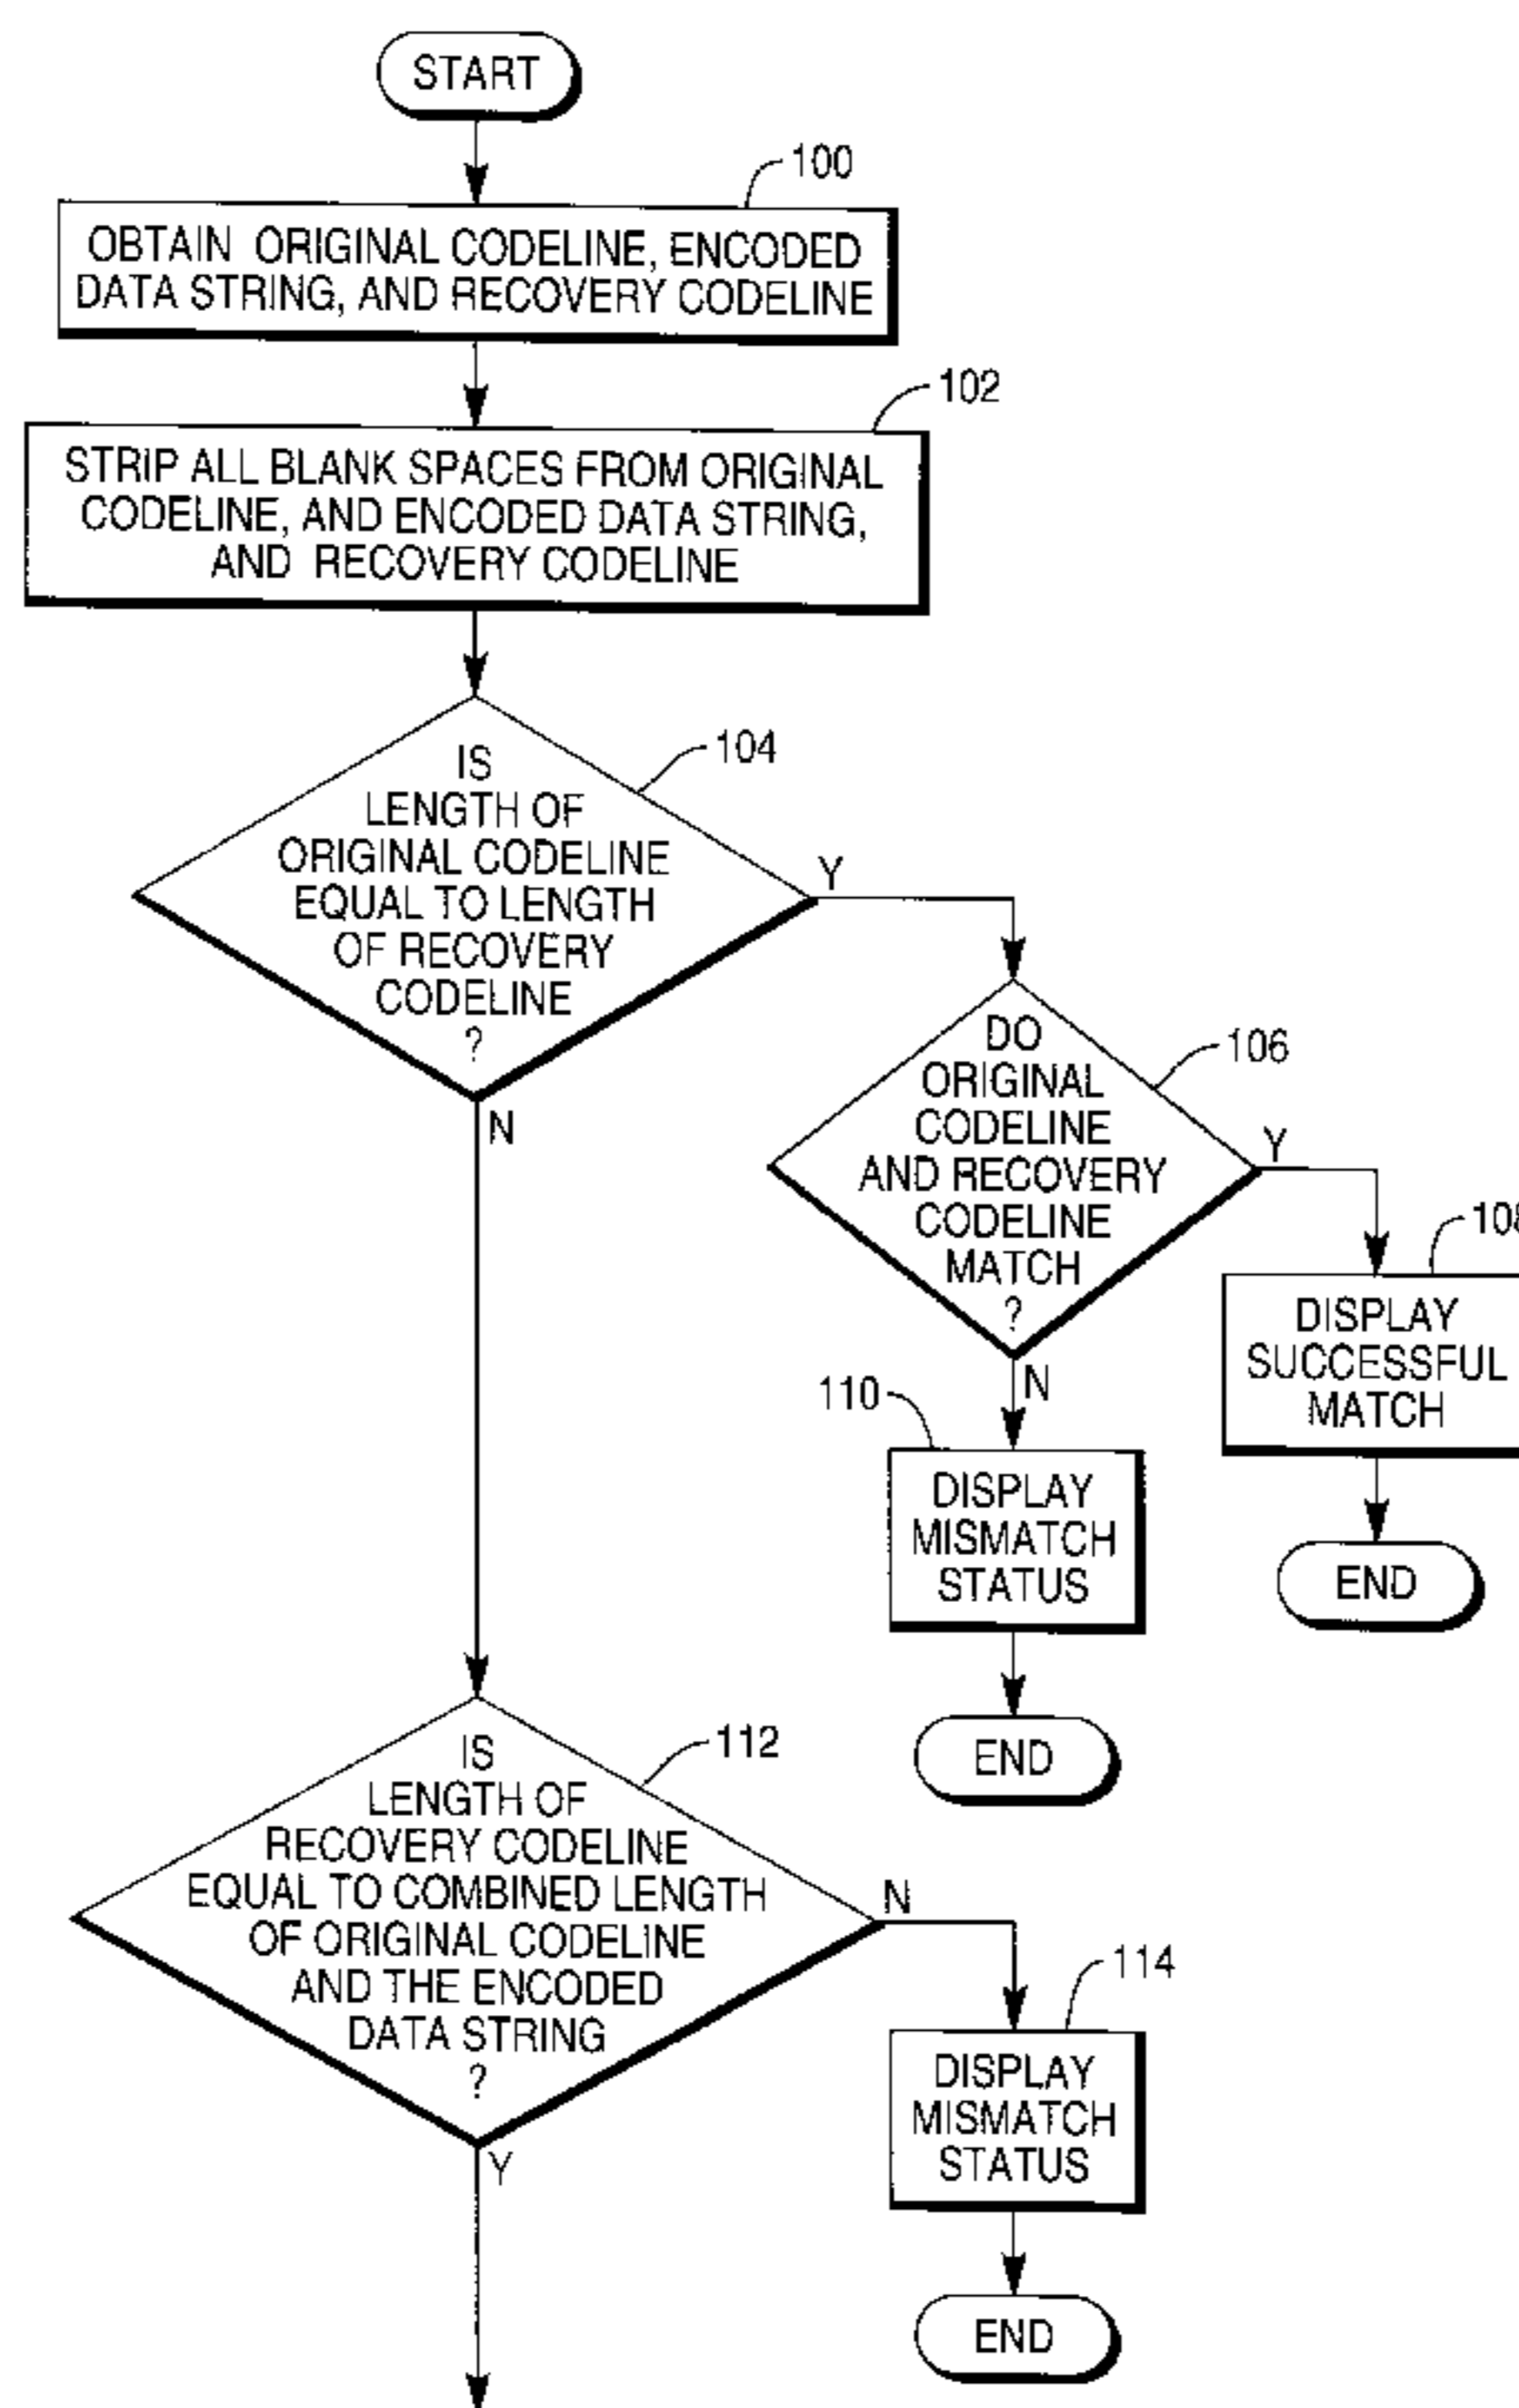 START
100
OBTAIN ORIGINAL CODELINE, ENCODED
DATA STRING, AND RECOVERY CODELINE
102
STRIP ALL BLANK SPACES FROM ORIGINAL
CODELINE, AND ENCODED DATA STRING,
AND RECOVERY CODELINE
104
IS
LENGTH OF
ORIGINAL CODELINE
EQUAL TO LENGTH
OF RECOVERY
CODELINE
?
Y
N
106
DO
ORIGINAL
CODELINE
AND RECOVERY
CODELINE
MATCH
?
Y
N
108
DISPLAY
SUCCESSFUL
MATCH
END
110
DISPLAY
MISMATCH
STATUS
END
112
IS
LENGTH OF
RECOVERY CODELINE
EQUAL TO COMBINED LENGTH
OF ORIGINAL CODELINE
AND THE ENCODED
DATA STRING
?
N
Y
114
DISPLAY
MISMATCH
STATUS
END